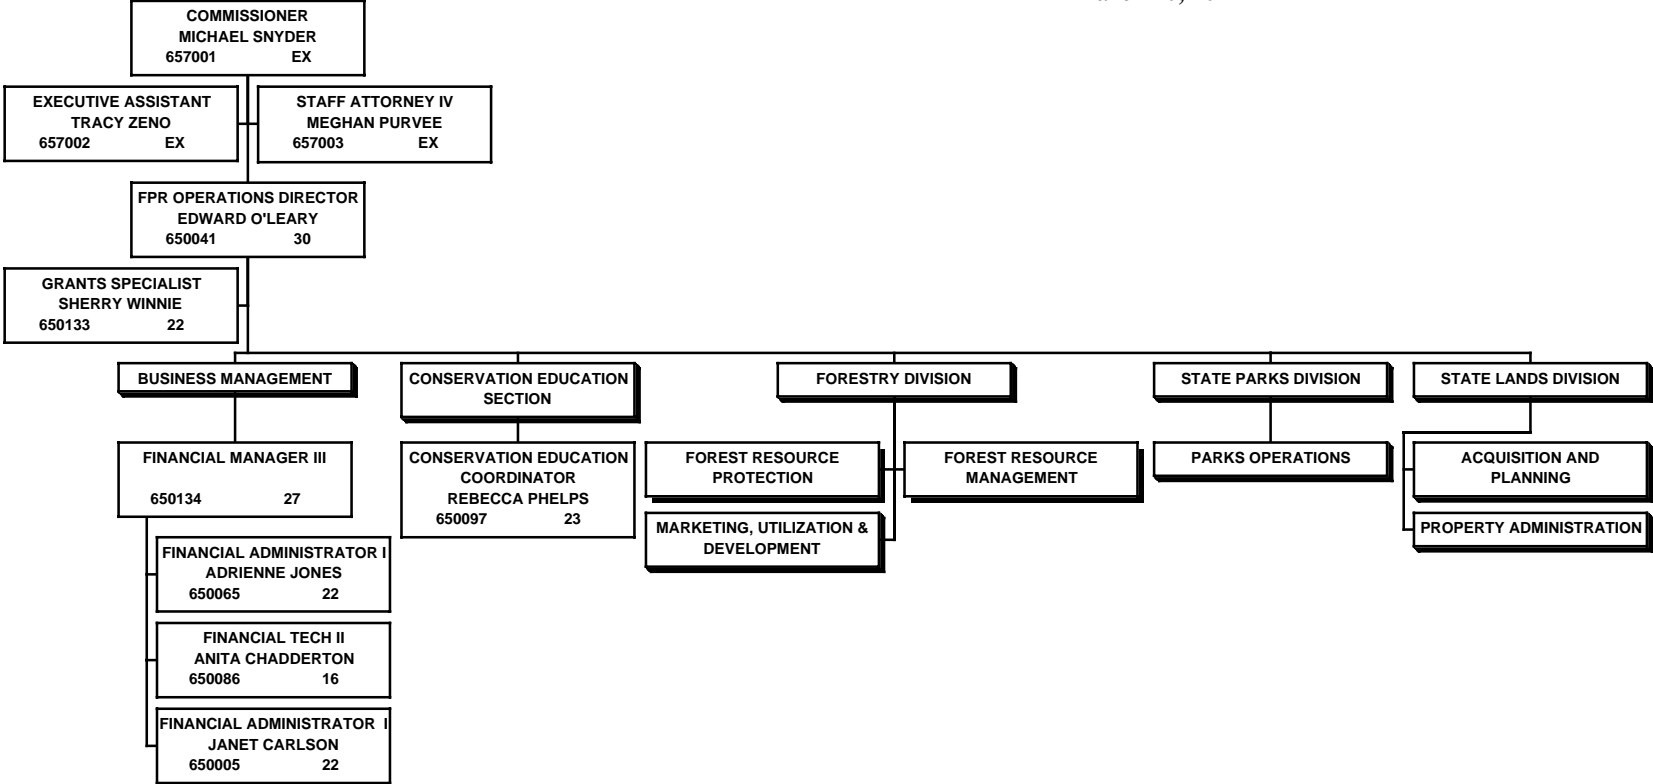 COMMISSIONER
MICHAEL SNYDER
657001 EX
EXECUTIVE ASSISTANT
TRACY ZENO
657002 EX
STAFF ATTORNEY IV
MEGHAN PURVEE
657003 EX
FPR OPERATIONS DIRECTOR
EDWARD O'LEARY
650041 30
GRANTS SPECIALIST
SHERRY WINNIE
650133 22
BUSINESS MANAGEMENT
FINANCIAL MANAGER III
650134 27
FINANCIAL ADMINISTRATOR I
ADRIENNE JONES
650065 22
FINANCIAL TECH II
ANITA CHADDERTON
650086 16
FINANCIAL ADMINISTRATOR I
JANET CARLSON
650005 22
CONSERVATION EDUCATION
SECTION
CONSERVATION EDUCATION
COORDINATOR
REBECCA PHELPS
650097 23
FORESTRY DIVISION
FOREST RESOURCE
PROTECTION
FOREST RESOURCE
MANAGEMENT
MARKETING, UTILIZATION &
DEVELOPMENT
STATE PARKS DIVISION
PARKS OPERATIONS
STATE LANDS DIVISION
ACQUISITION AND
PLANNING
PROPERTY ADMINISTRATION